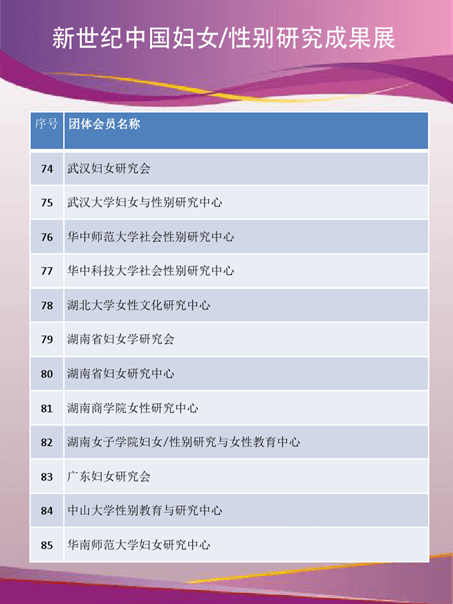 新世纪中国妇女/性别研究成果展
序号 团体会员名称
74 武汉妇女研究会
75 武汉大学妇女与性别研究中心
76 华中师范大学社会性别研究中心
77 华中科技大学社会性别研究中心
78 湖北大学女性文化研究中心
79 湖南省妇女学研究会
80 湖南省妇女研究中心
81 湖南商学院女性研究中心
82 湖南女子学院妇女/性别研究与女性教育中心
83 广东妇女研究会
84 中山大学性别教育与研究中心
85 华南师范大学妇女研究中心